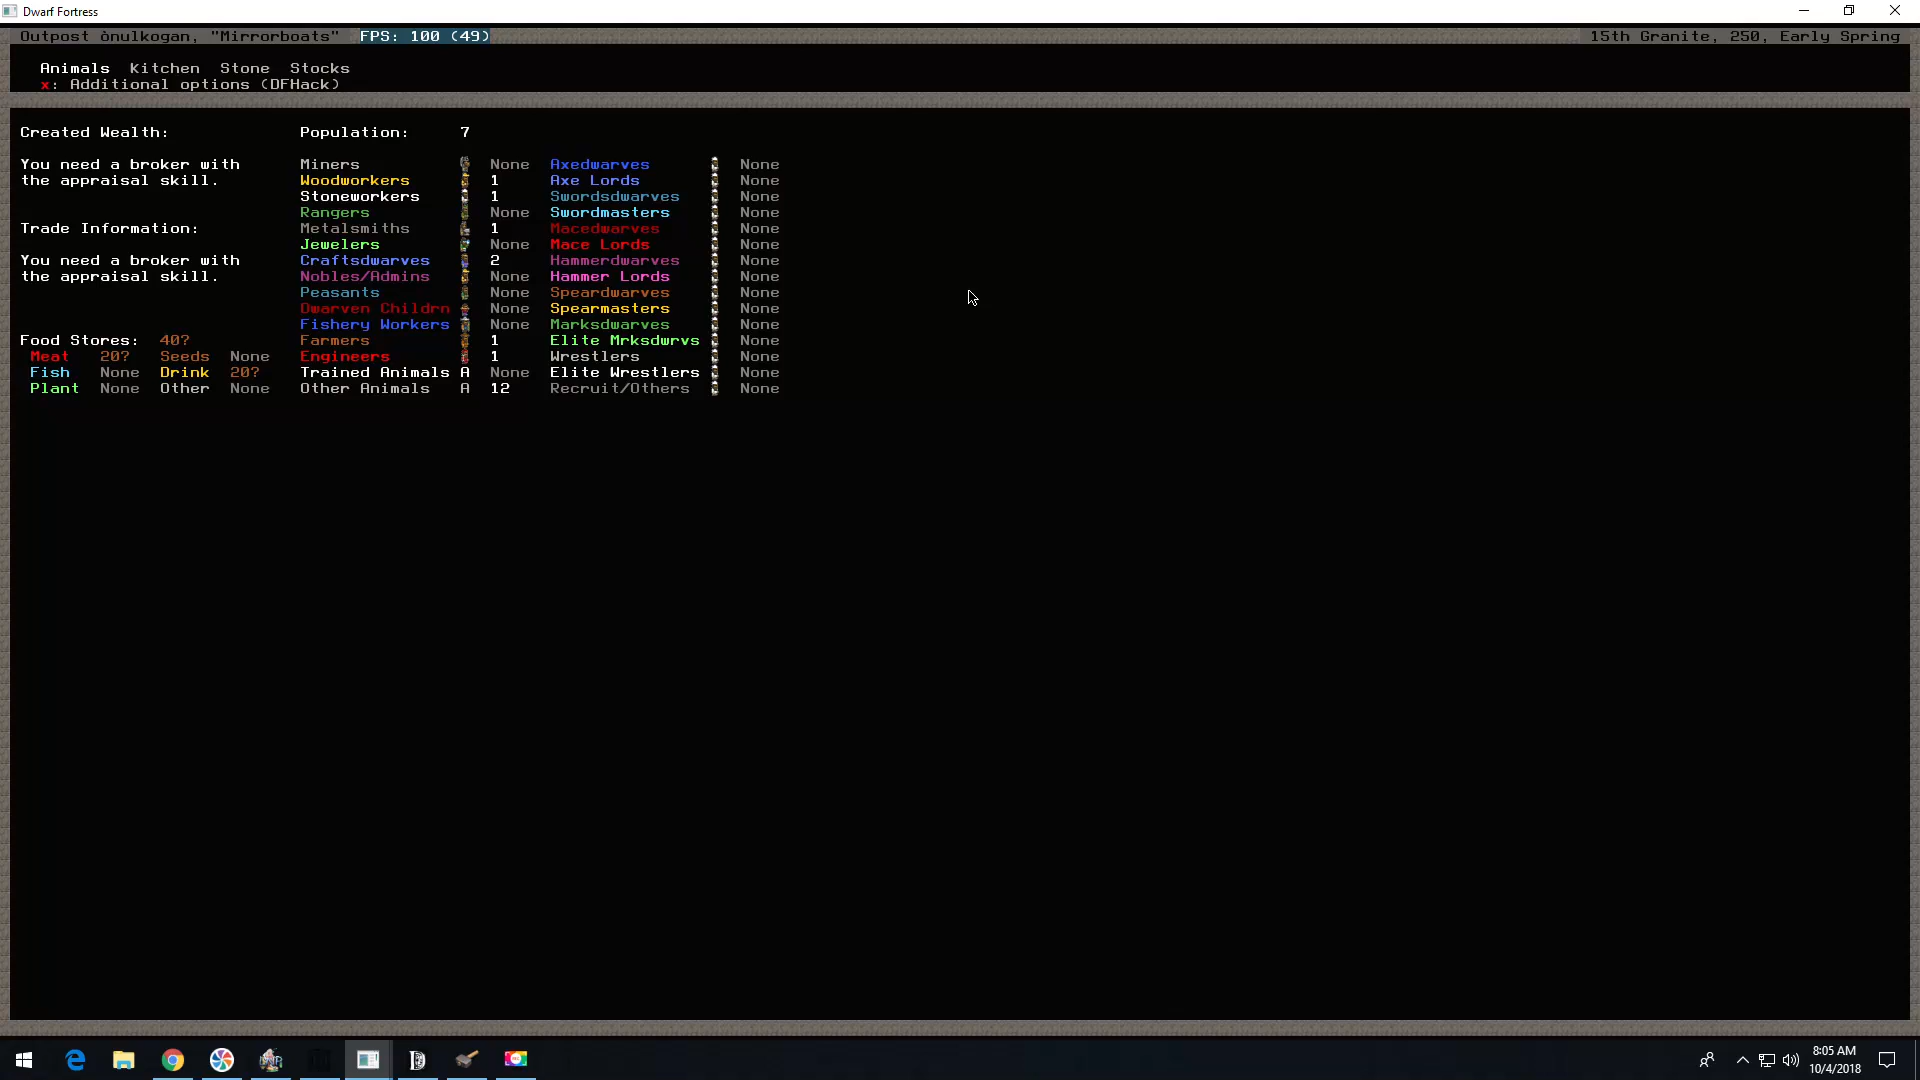 Dwarf Fortress
Outpost ònulkogan, "Mirrorboats" FPS: 100 (49) 15th Granite, 250, Early Spring
Animals Kitchen Stone Stocks
x: Additional options (DFHack)
Created Wealth: Population: 7
You need a broker with Miners None Axedwarves None
the appraisal skill. Woodworkers 1 Axe Lords None
Stoneworkers 1 Swordsdwarves None
Rangers None Swordmasters None
Trade Information: Metalsmiths 1 Macedwarves None
Jewelers None Mace Lords None
You need a broker with Craftsdwarves 2 Hammerdwarves None
the appraisal skill. Nobles/Admins None Hammer Lords None
Peasants None Speardwarves None
Dwarven Childrn None Spearmasters None
Fishery Workers None Marksdwarves None
Food Stores: 40? Farmers 1 Elite Mrksdwrvs None
Meat 20? Seeds None Engineers 1 Wrestlers None
Fish None Drink 20? Trained Animals A None Elite Wrestlers None
Plant None Other None Other Animals A 12 Recruit/Others None
8:05 AM
10/4/2018